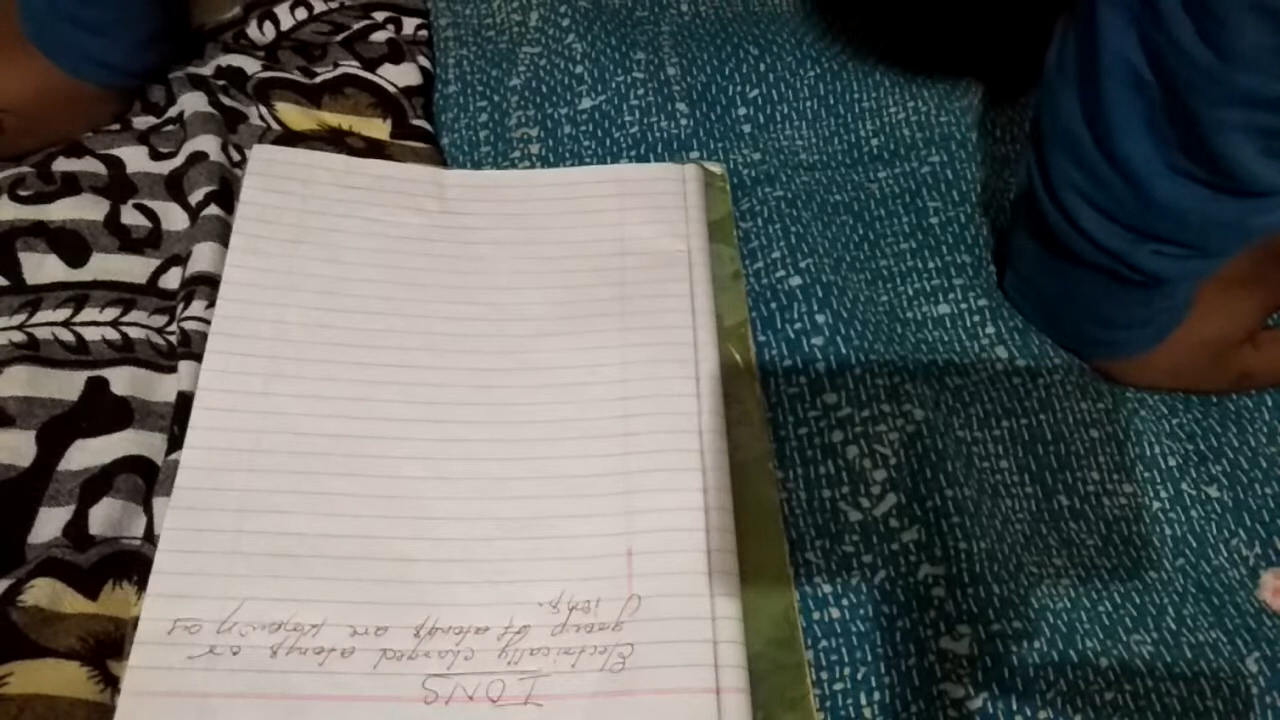 IONS
Electrically charged atoms or
group of atoms are known as
ions.